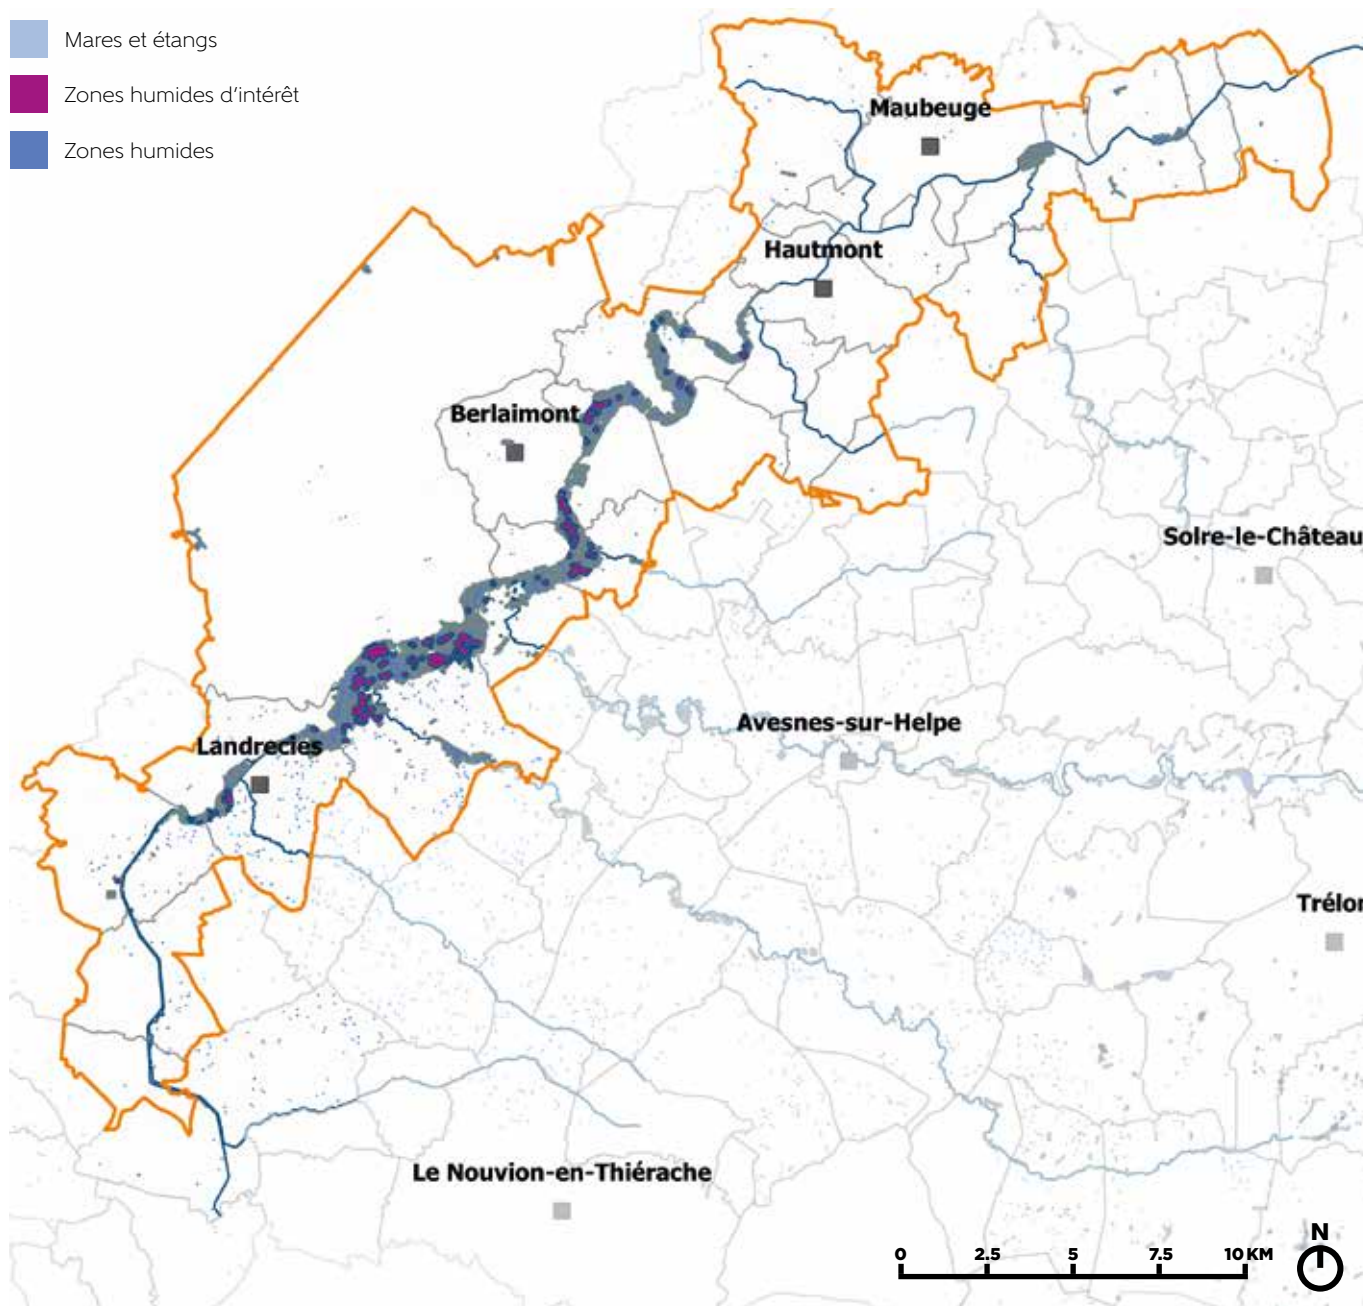 Mares et étangs
Zones humides d'intérêt
Zones humides
Maubeuge
Hautmont
Berlaimont
Solre-le-Château
Avesnes-sur-Helpe
Landrecies
Trélon
Le Nouvion-en-Thiérache
N
0 2.5 5 7.5 10 KM